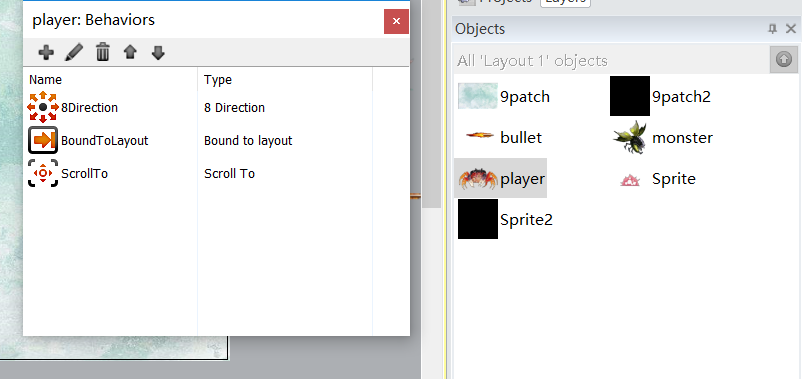 player: Behaviors
Name Type
8Direction 8 Direction
BoundToLayout Bound to layout
ScrollTo Scroll To
Projects Layers
Objects
All 'Layout 1' objects
9patch 9patch2
bullet monster
player Sprite
Sprite2